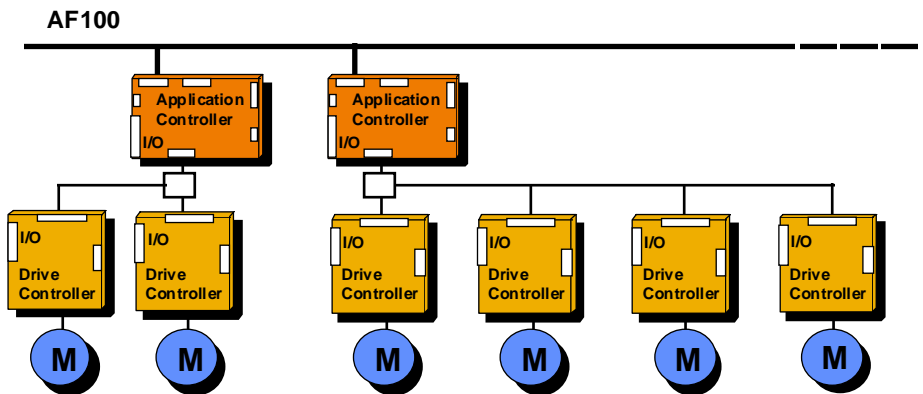 AF100
Application
Controller
I/O
Application
Controller
I/O
I/O
Drive
Controller
I/O
Drive
Controller
I/O
Drive
Controller
I/O
Drive
Controller
I/O
Drive
Controller
I/O
Drive
Controller
M
M
M
M
M
M